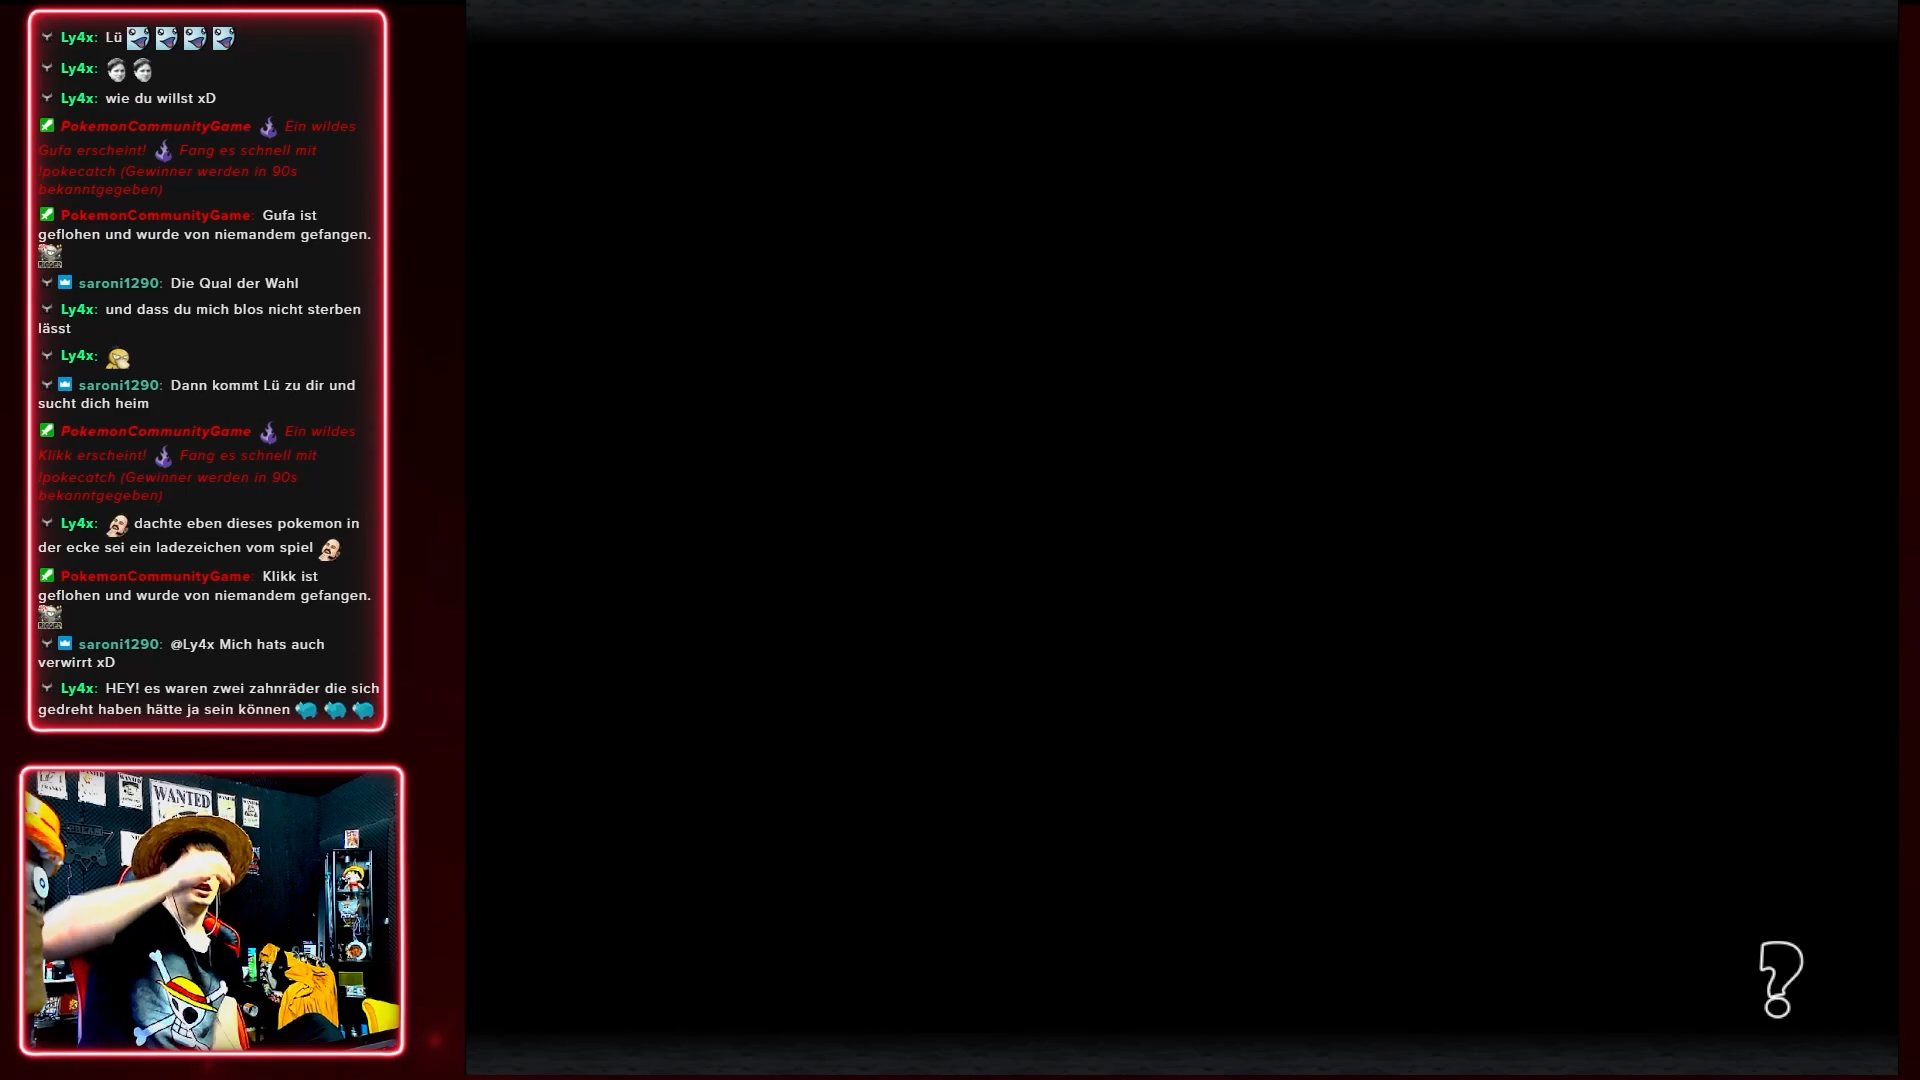 Ly4x: Lü
Ly4x:
Ly4x: wie du willst xD
PokemonCommunityGame Ein wildes
Gufa erscheint! Fang es schnell mit
!pokecatch (Gewinner werden in 90s
bekanntgegeben)
PokemonCommunityGame: Gufa ist
geflohen und wurde von niemandem gefangen.
saroni1290: Die Qual der Wahl
Ly4x: und dass du mich blos nicht sterben
lässt
Ly4x:
saroni1290: Dann kommt Lü zu dir und
sucht dich heim
PokemonCommunityGame Ein wildes
Klikk erscheint! Fang es schnell mit
!pokecatch (Gewinner werden in 90s
bekanntgegeben)
Ly4x: dachte eben dieses pokemon in
der ecke sei ein ladezeichen vom spiel
PokemonCommunityGame: Klikk ist
geflohen und wurde von niemandem gefangen.
saroni1290: @Ly4x Mich hats auch
verwirrt xD
Ly4x: HEY! es waren zwei zahnräder die sich
gedreht haben hätte ja sein können
WANTED
?